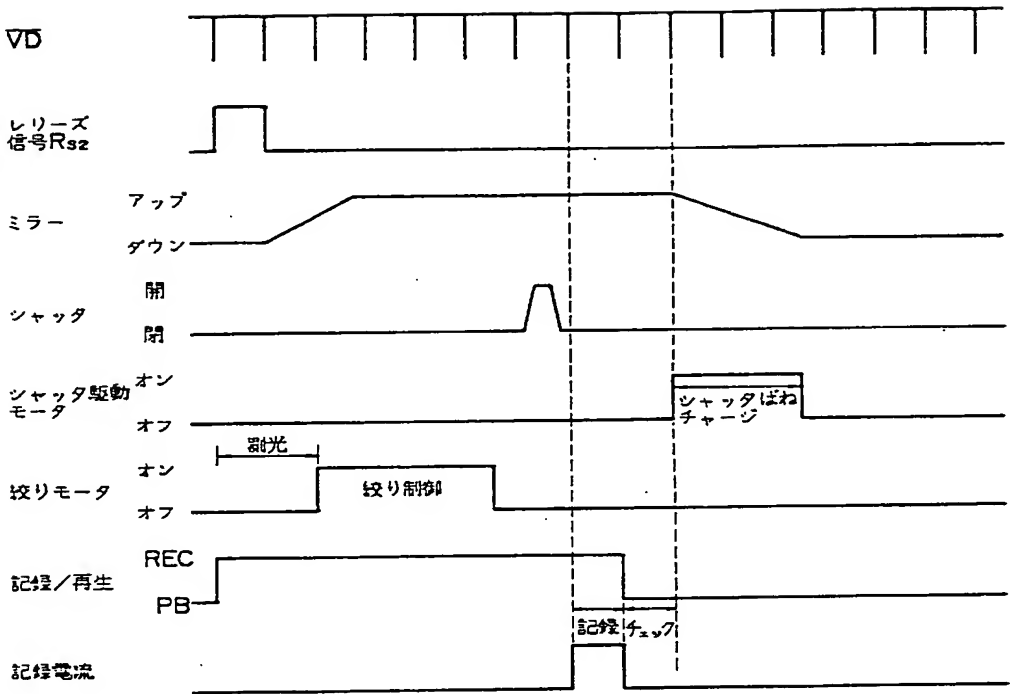 VD
レリーズ
信号RS2
ミラー
アップ
ダウン
シャッタ
開
閉
シャッタ駆動
モータ
オン
オフ
シャッタばね
チャージ
測光
絞りモータ
オン
オフ
絞り制御
記録/再生
REC
PB
記録
チェック
記録電流